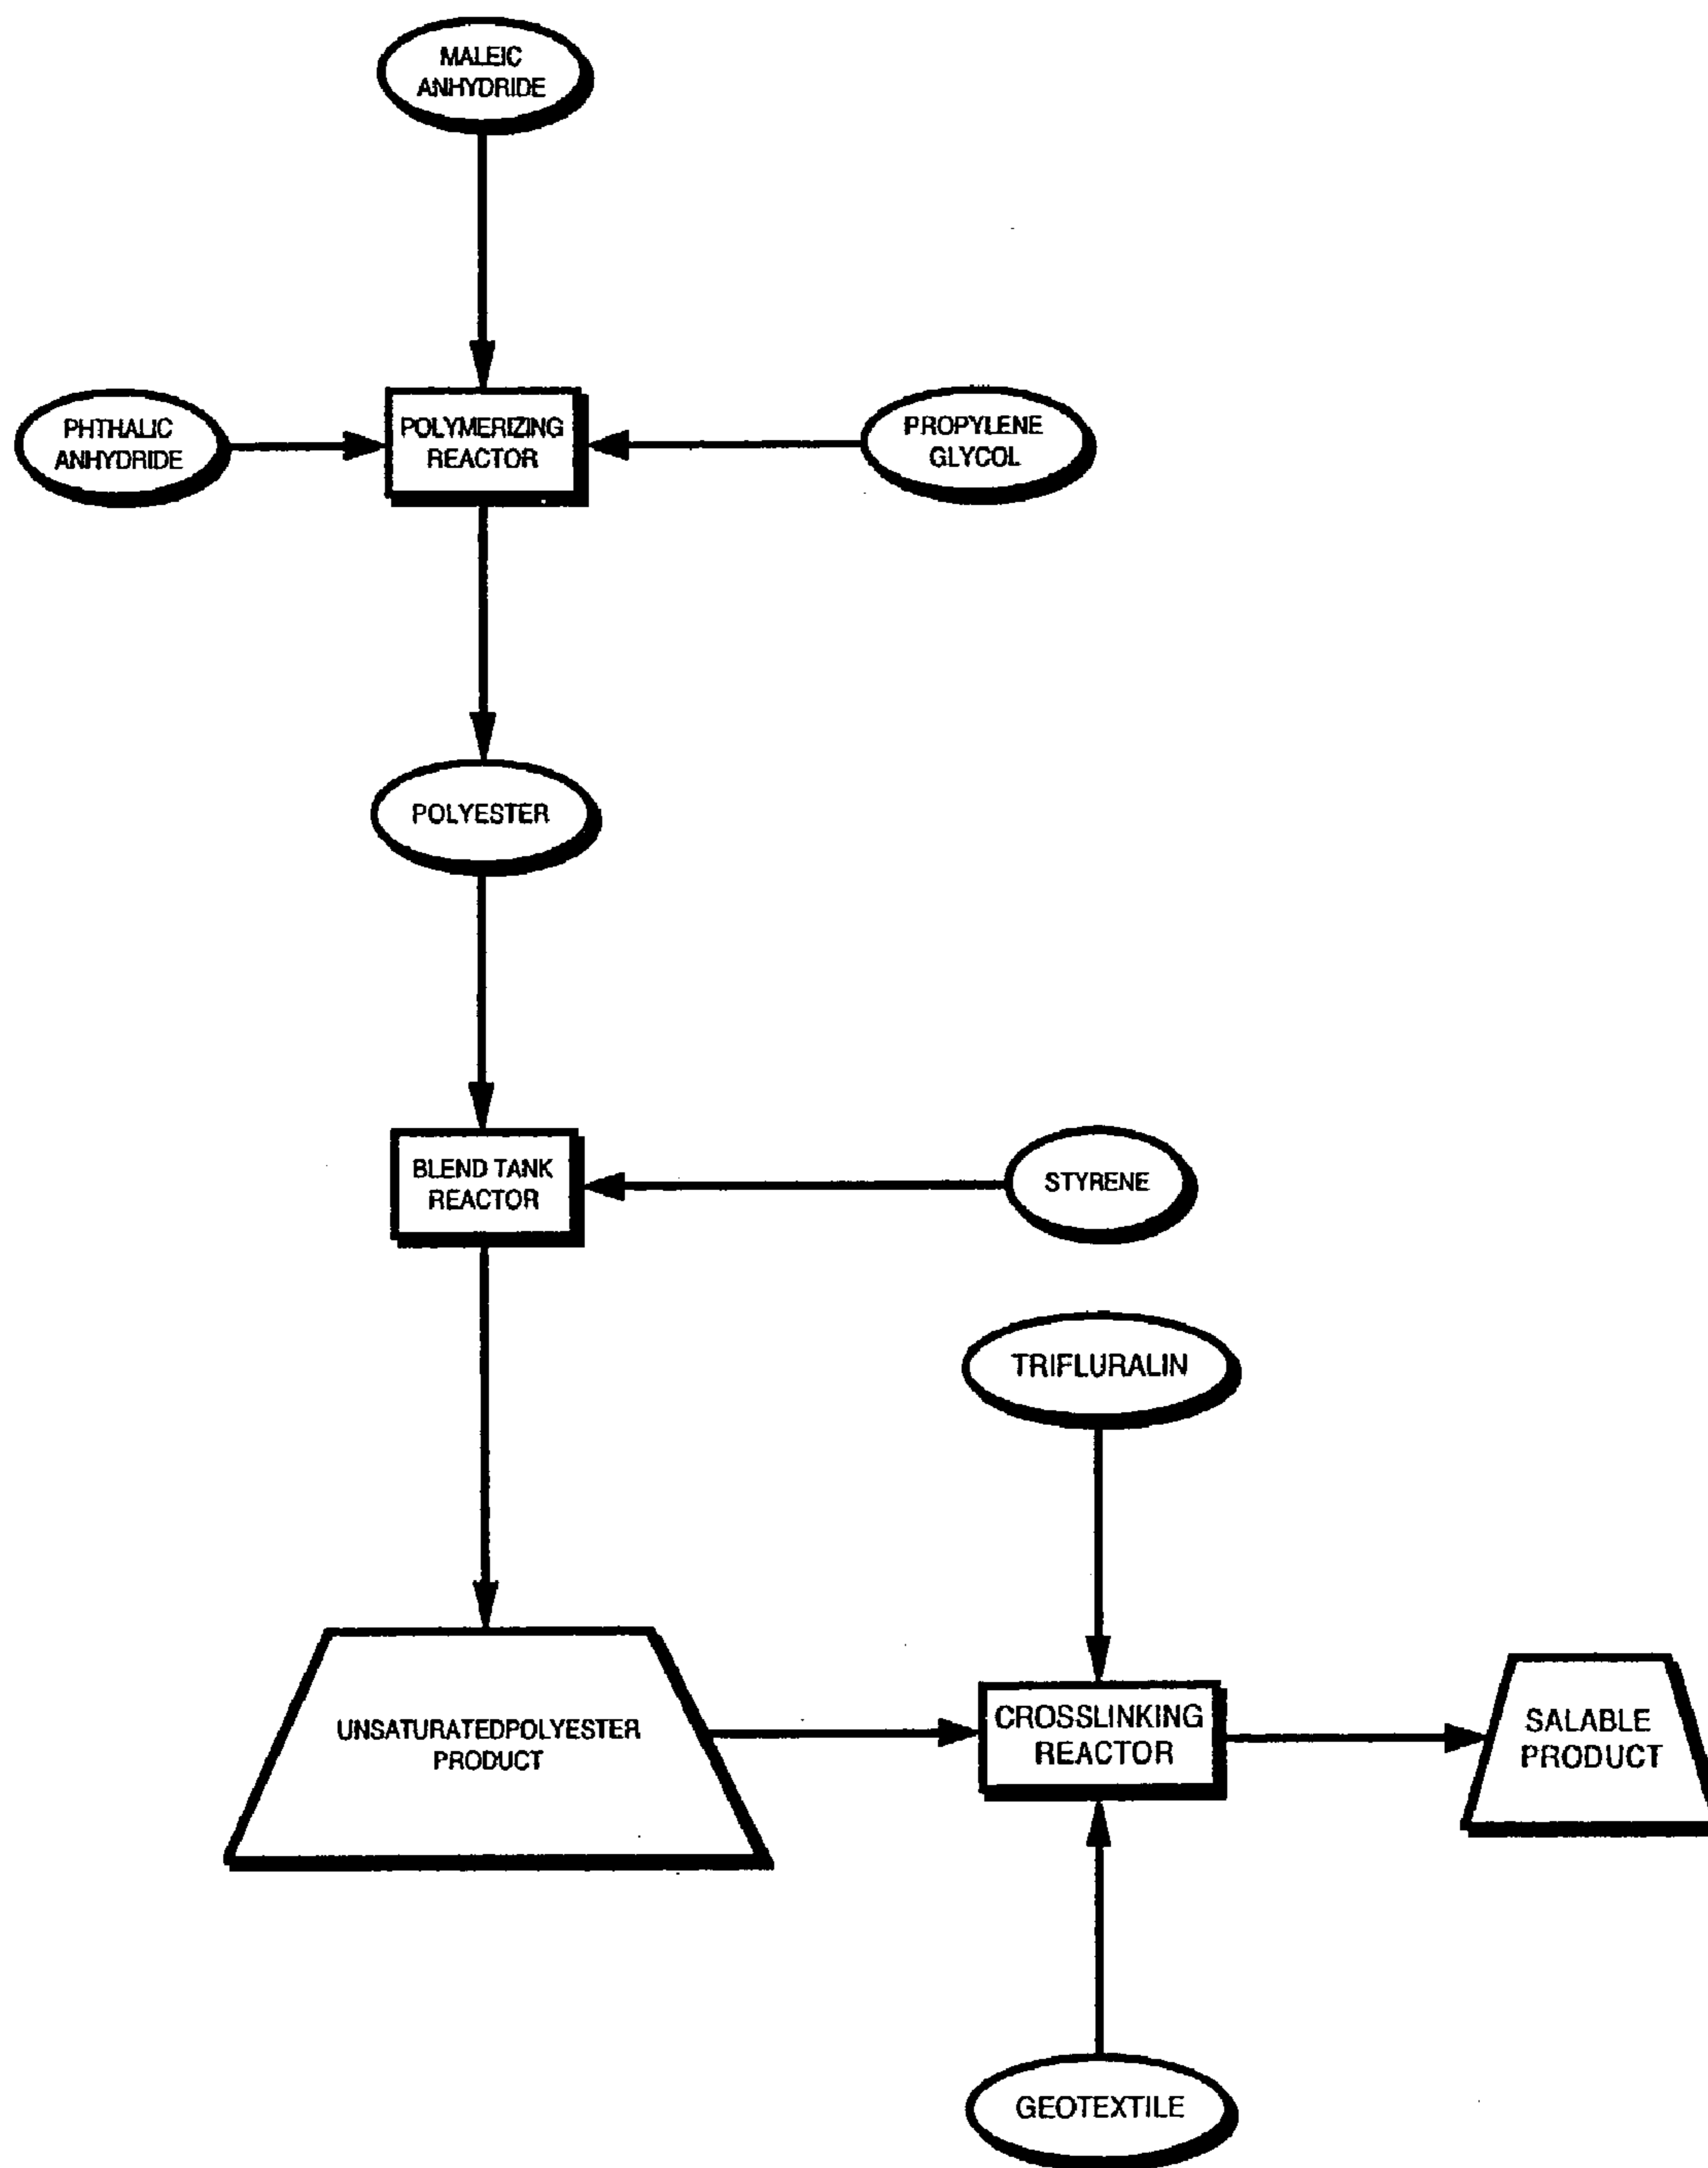 MALEIC
ANHYDRIDE
PHTHALIC
ANHYDRIDE
POLYMERIZING
REACTOR
PROPYLENE
GLYCOL
POLYESTER
BLEND TANK
REACTOR
STYRENE
TRIFLURALIN
UNSATURATEDPOLYESTER
PRODUCT
CROSSLINKING
REACTOR
SALABLE
PRODUCT
GEOTEXTILE